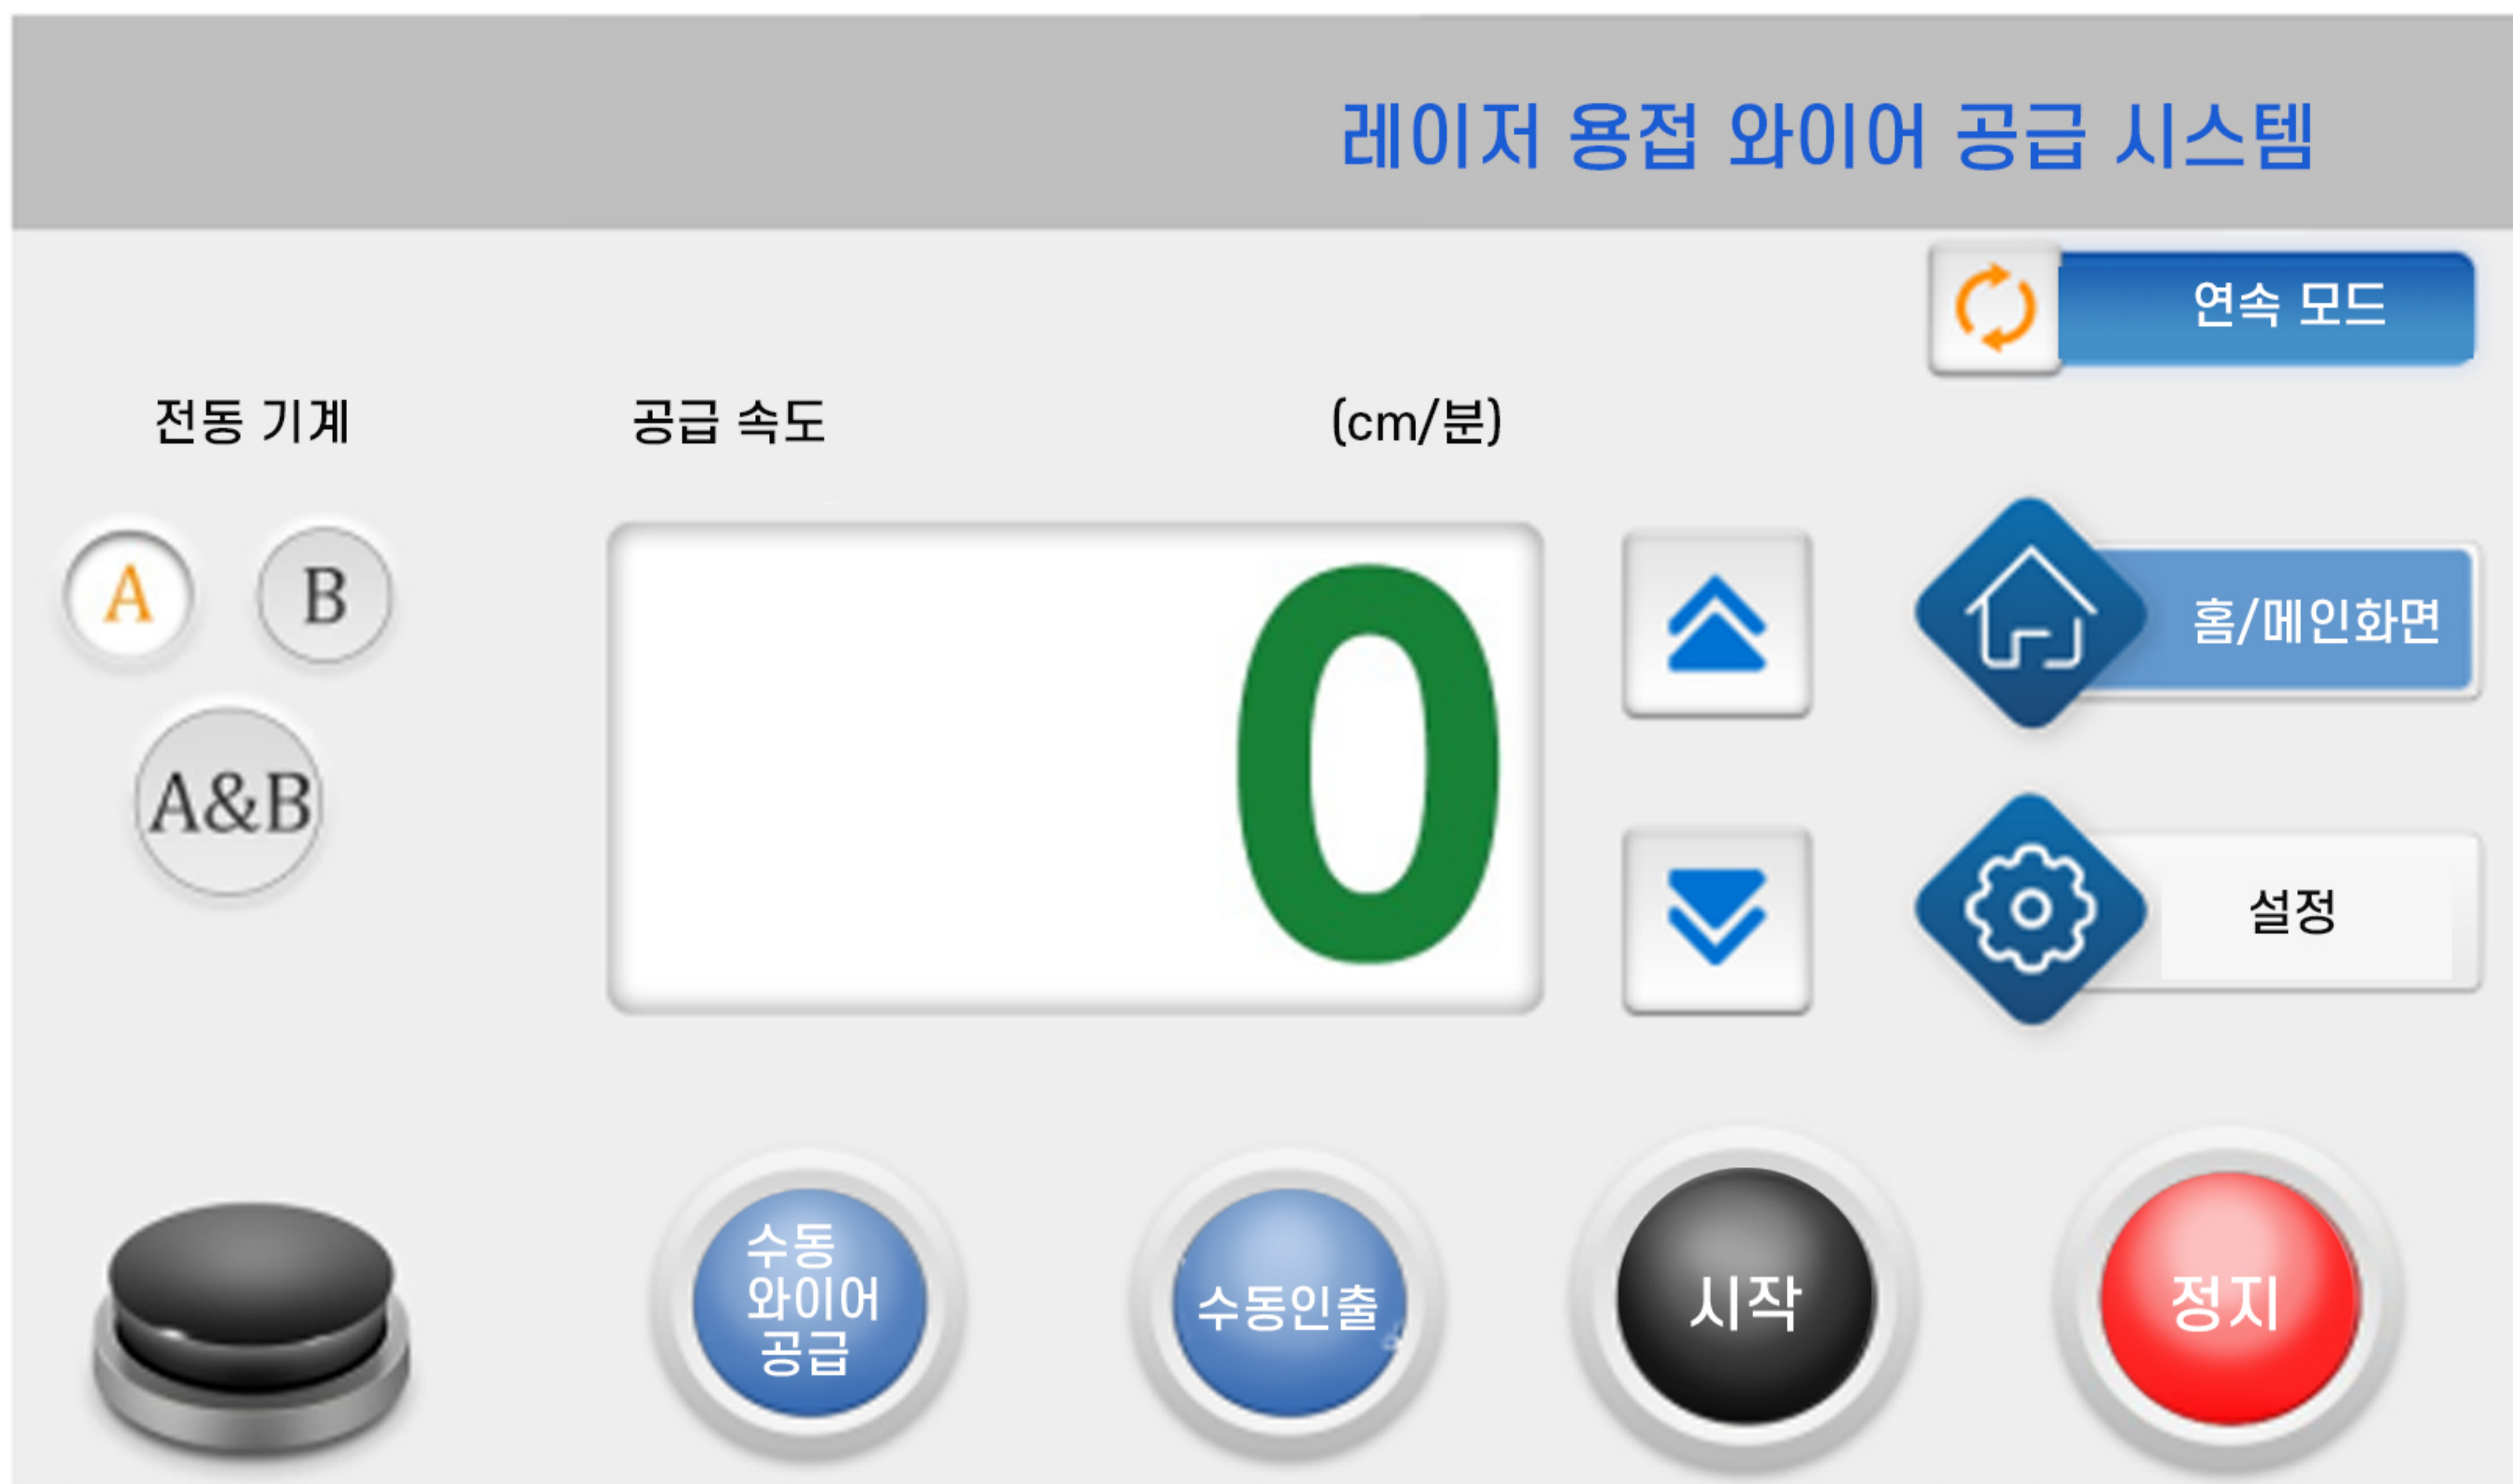 레이저 용접 와이어 공급 시스템
연속 모드
전동 기계
공급 속도
(cm/분)
A
B
A&B
0
홈/메인화면
설정
수동
와이어
공급
수동인출
시작
정지